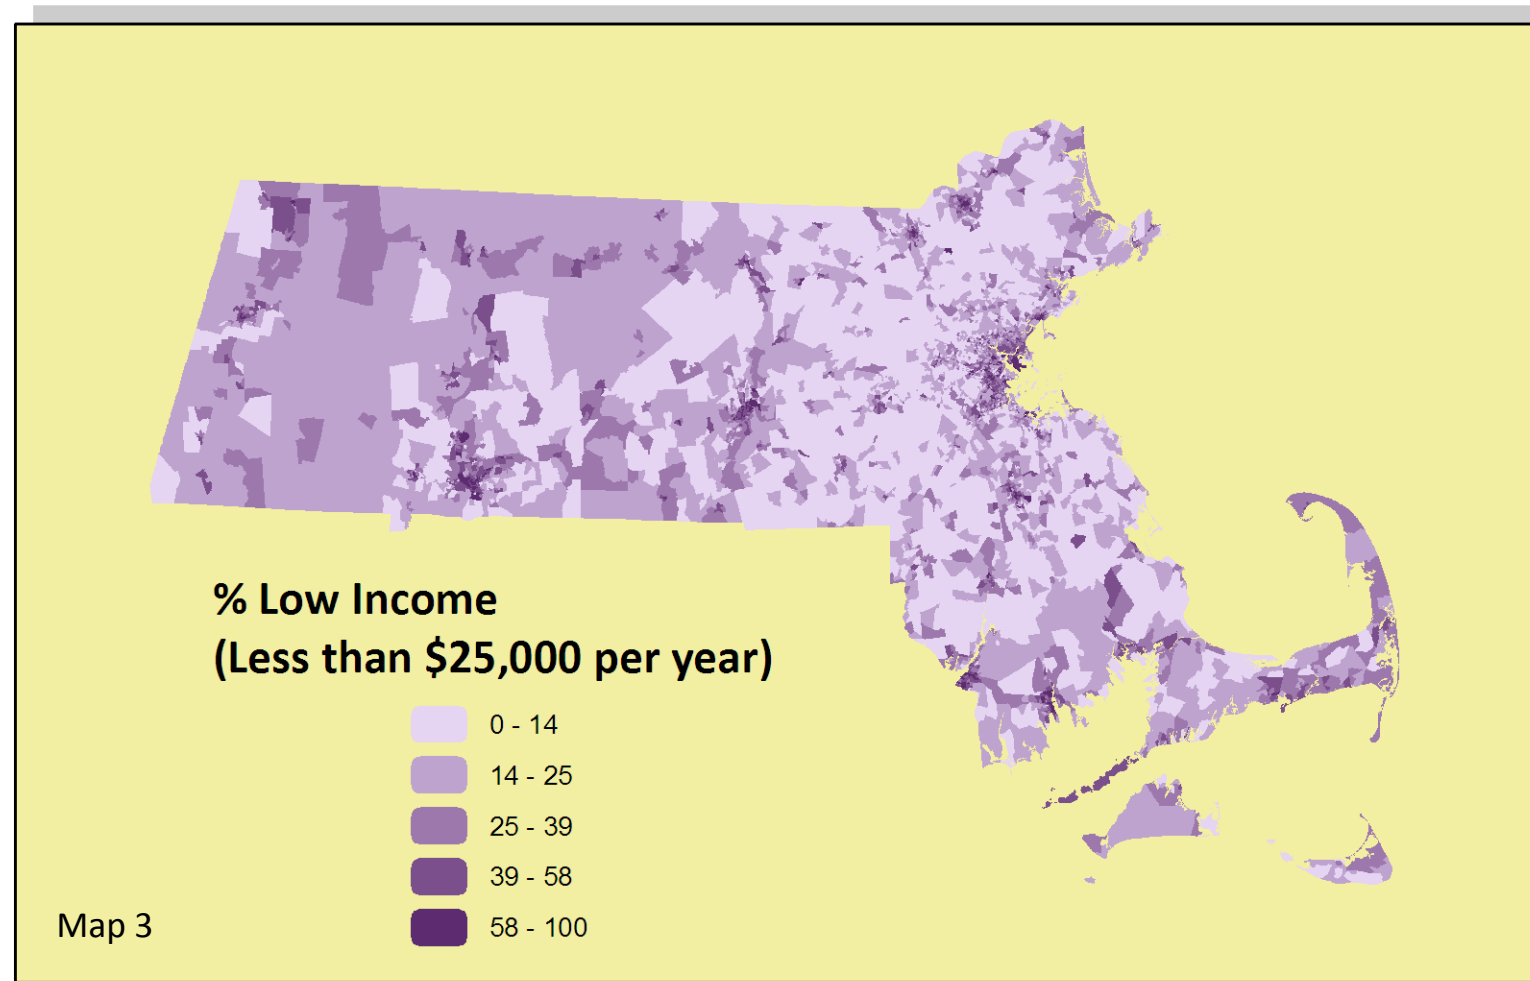 % Low Income
(Less than $25,000 per year)
0 - 14
14 - 25
25 - 39
39 - 58
58 - 100
Map 3